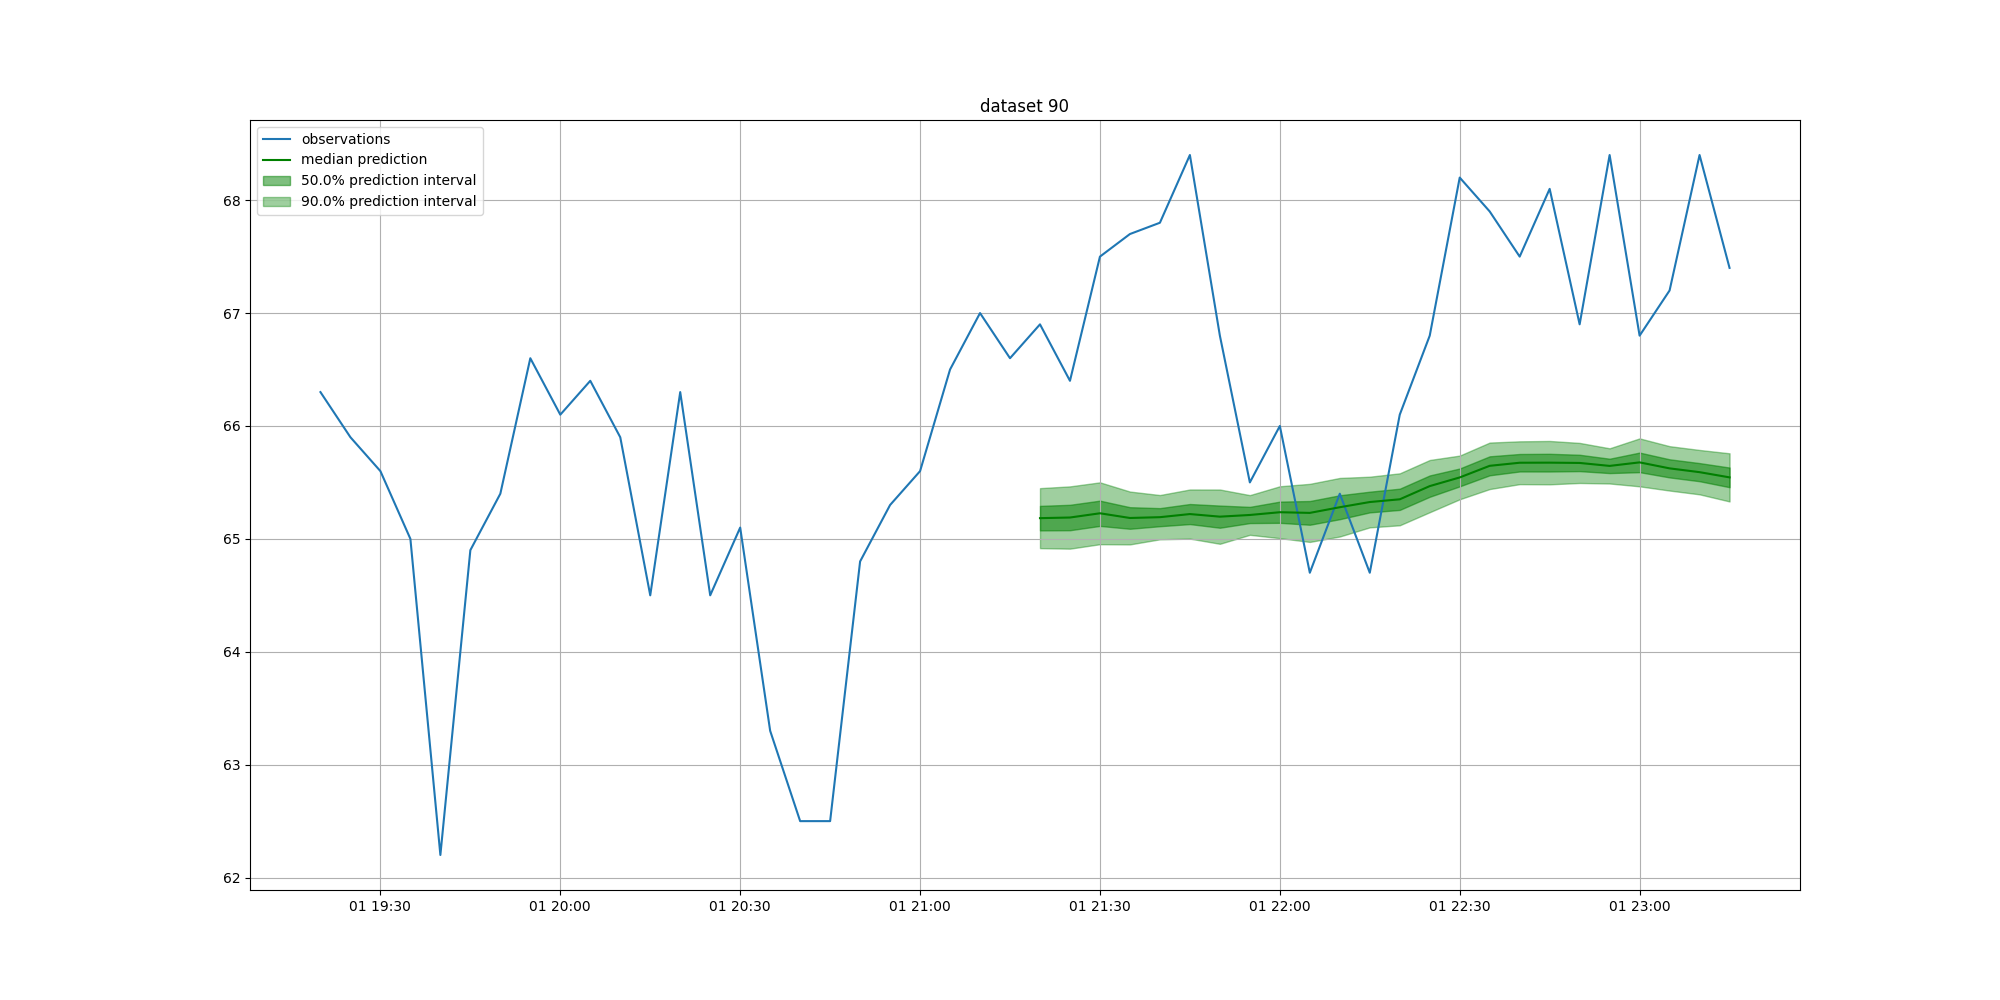 dataset 90
observations
median prediction
50.0% prediction interval
90.0% prediction interval
68
67
66
65
64
63
62
01 19:30 01 20:00 01 20:30 01 21:00 01 21:30 01 22:00 01 22:30 01 23:00